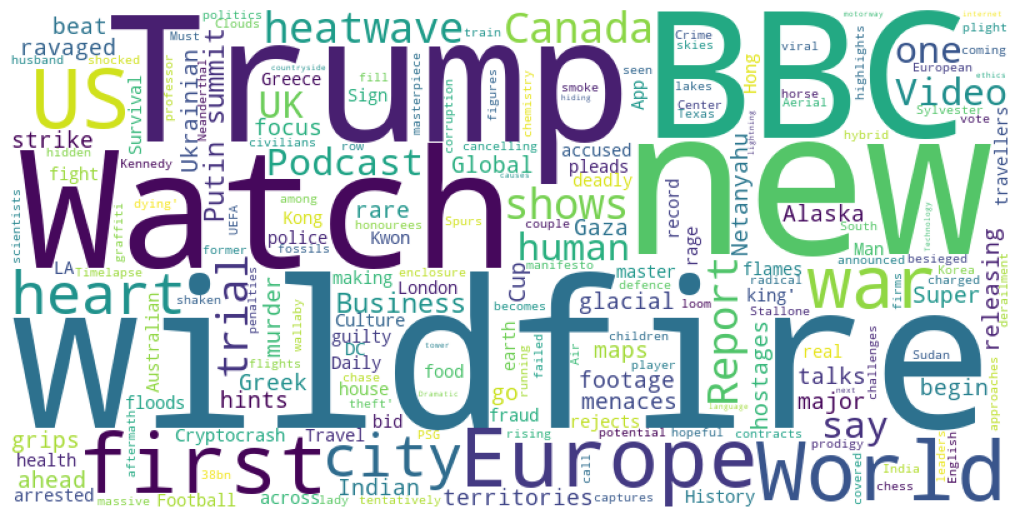 Trump
BBC
new
Watch
wildfire
US
heatwave
Canada
one
Video
beat
ravaged
politics
Clouds
train
Must
husband
shocked
professor
Neanderthal
Survival
Ukrainian
Putin summit
countryside
Greece
UK
focus
fill
Sign
smoke
hiding
civilians
masterpiece
corruption
chemistry
figures
row
cancelling
App
seen
Hong
Crime
skies
lakes
Center
Texas
viral
horse
Aerial
motorway
highlights
European
internet
plight
coming
ethics
Sylvester
vote
hybrid
travellers
strike
hidden
fight
graffiti
dying'
Kennedy
scientists
Podcast
Global
accused
pleads
deadly
among
Kong
police
UEFA
honourees
fossils
former
rare
Kwon
Spurs
couple
shows
human
Gaza
record
rage
Netanyahu
lightning
Alaska
South
Man
announced
besieged
Korea
Technology
derailment
LA
Timelapse
shaken
heart
trial
penalties
making
London
enclosure
manifesto
becomes
Cup
master
defence
flames
radical
causes
king'
charged
firms
Stallone
war
Super
releasing
Australian
murder
wallaby
Business
Culture
guilty
DC
Daily
flights
Greek
hints
chase
theft'
house
tower
food
Dramatic
earth
go
running
failed
Air
glacial
maps
children
player
footage
menaces
loom
Report
hostages
language
next
real
talks
major
say
challenges
Sudan
begin
approaches
floods
grips
health
ahead
arrested
aftermath
massive
38bn
Football
Cryptocrash
across
lady
first
Travel
bid
tentatively
city
Indian
fraud
PSG
rising
call
captures
Europe
territories
rejects
potential
hopeful
History
contracts
World
prodigy
chess
covered
India
leaders
English